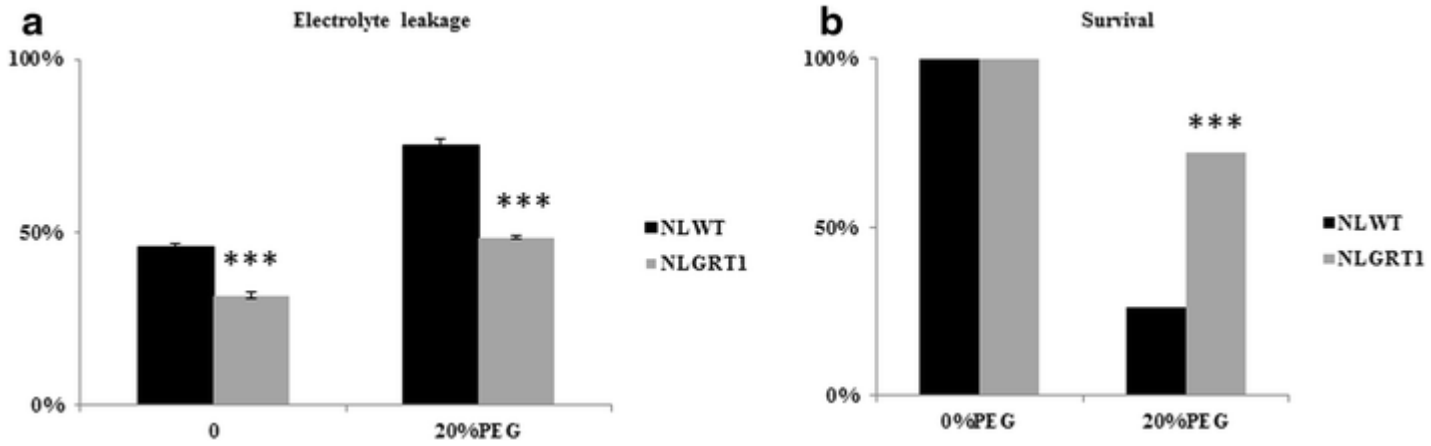 a
Electrolyte leakage
100%
50%
0%
***
***
0
20%PEG
NLWT
NLGRT1
b
Survival
100%
50%
0%
***
0%PEG
20%PEG
NLWT
NLGRT1